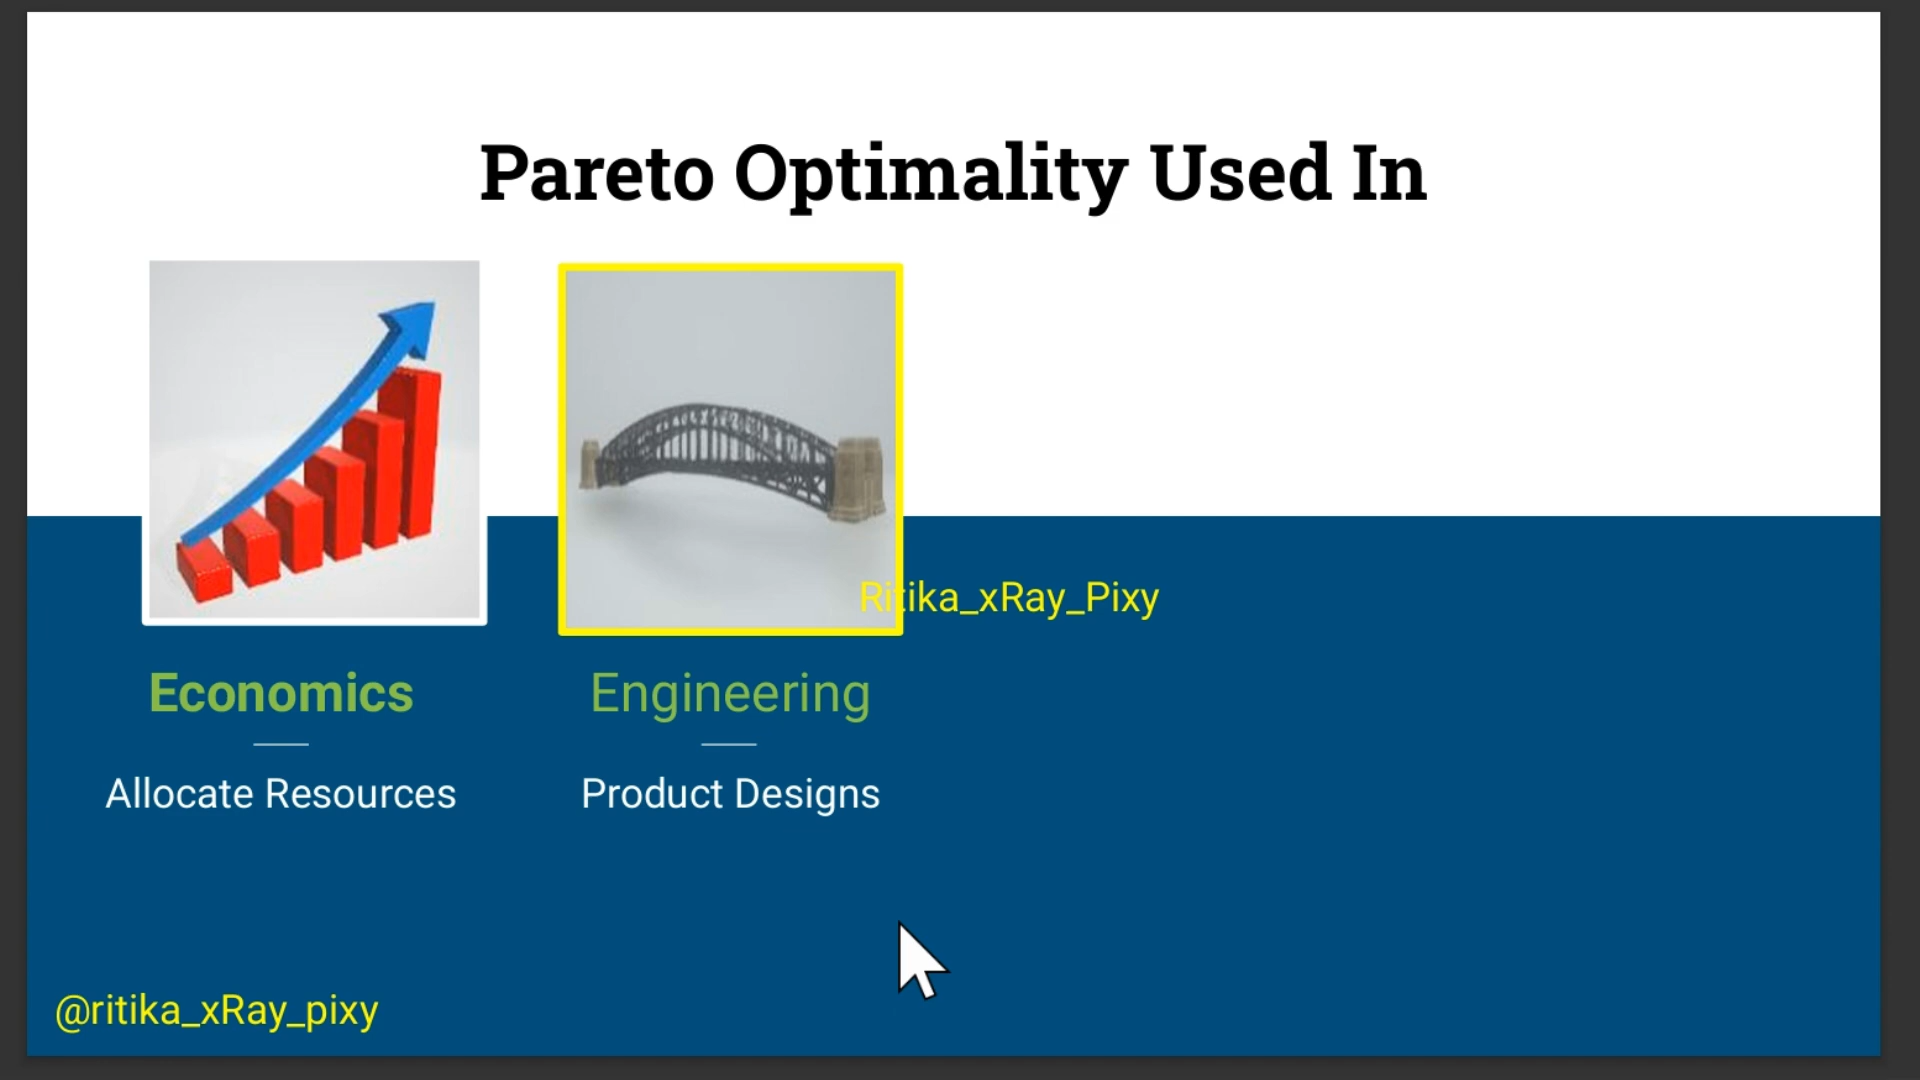 Pareto Optimality Used In
Ritika_xRay_Pixy
Economics
Engineering
Allocate Resources
Product Designs
@ritika_xRay_pixy